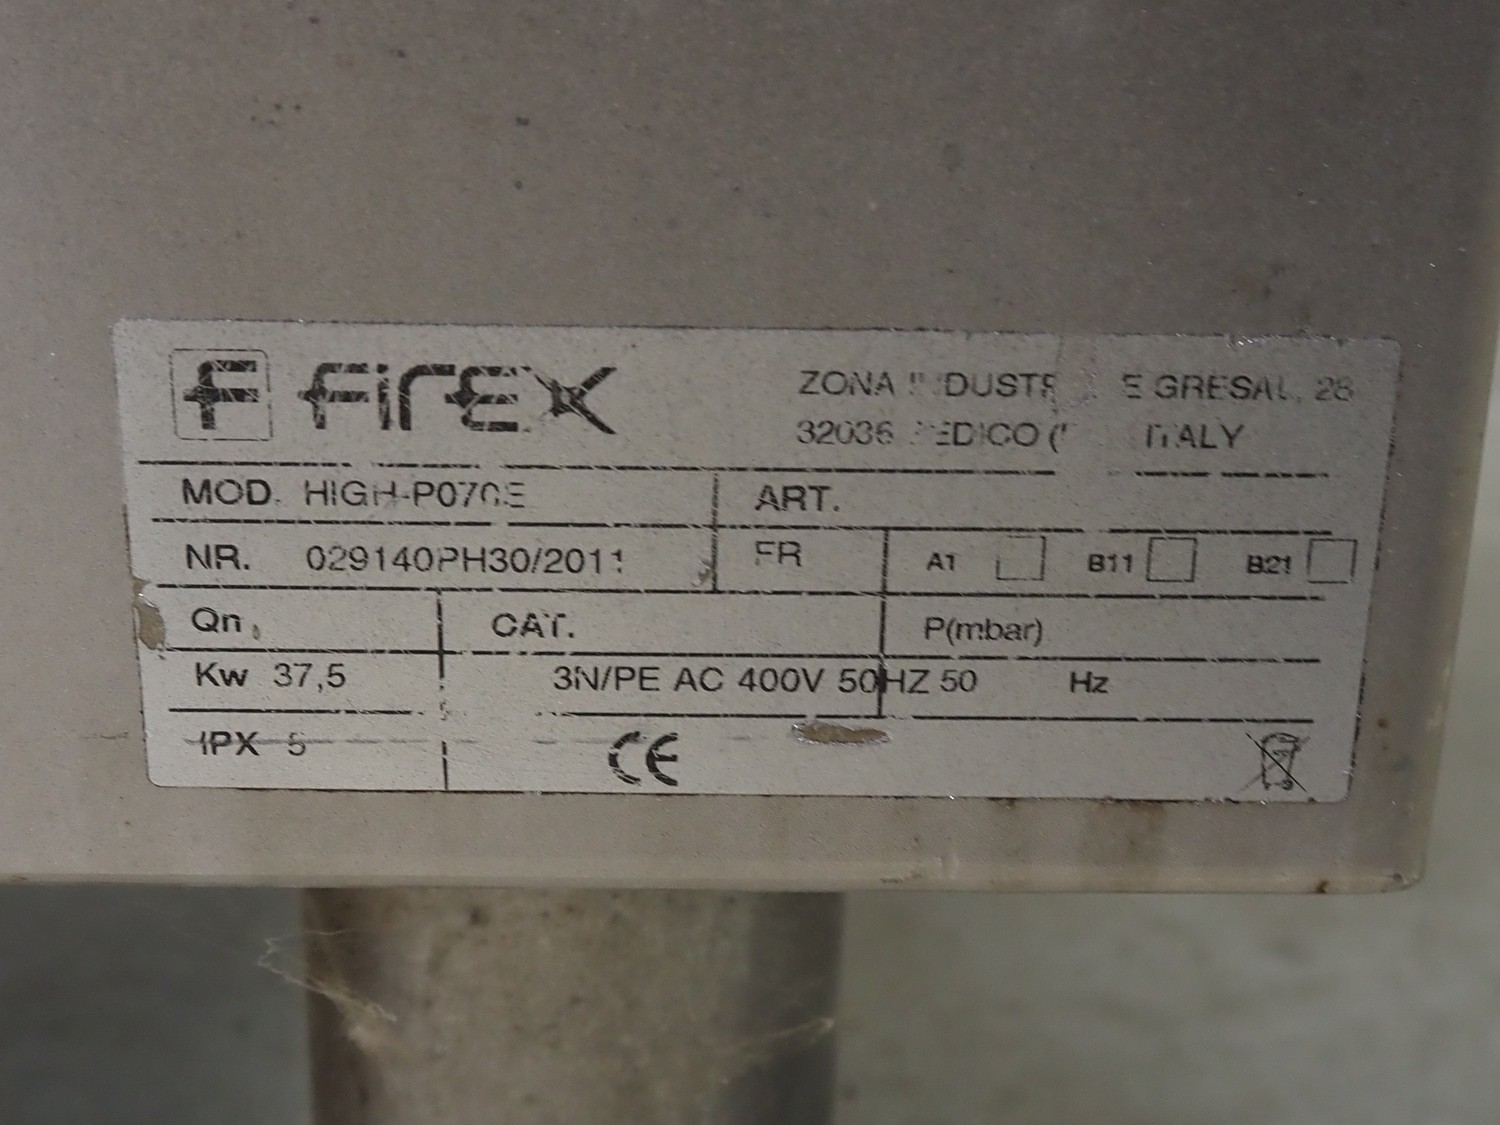 F FIREX
ZONA GRESAL, 28
32036 ITALY
MOD. HIGH-P070E ART.
NR. 029140PH30/2011 FR A1 B11 B21
Qn CAT. P(mbar)
Kw 37,5 3N/PE AC 400V 50HZ 50 Hz
IPX 5 CE